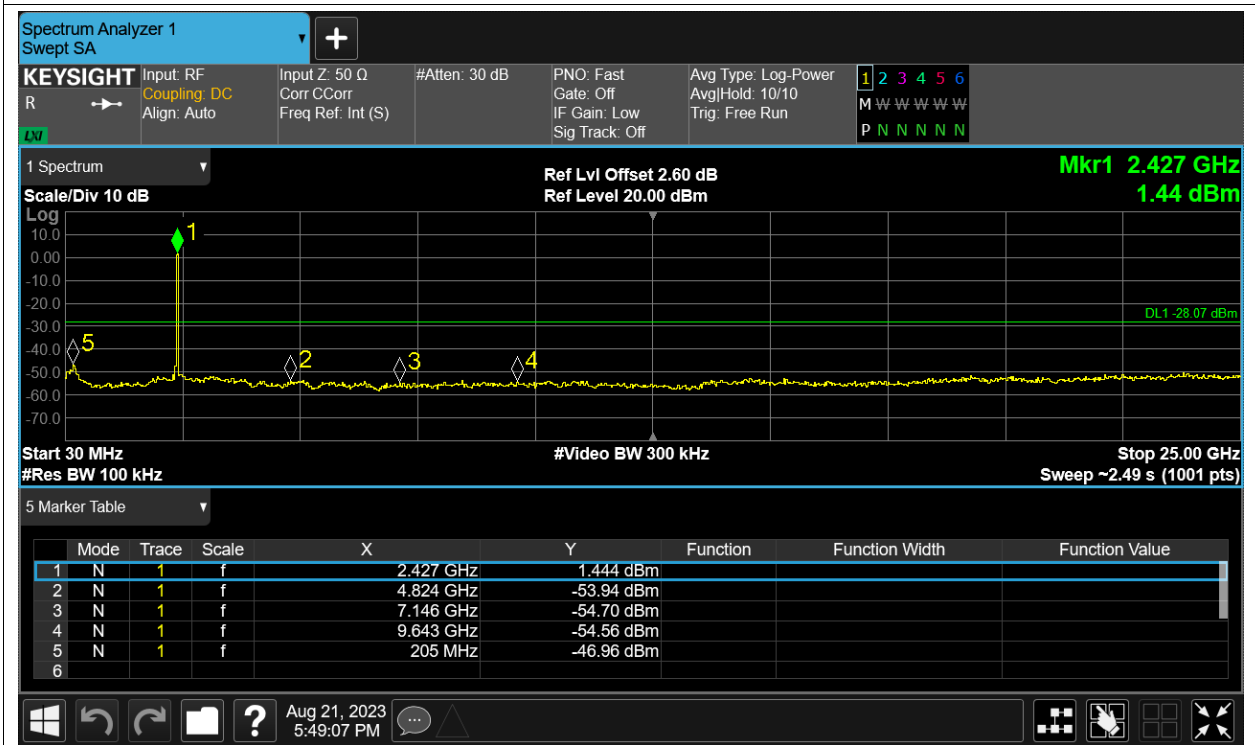 Spectrum Analyzer 1
Swept SA
KEYSIGHT Input: RF Input Z: 50 Ω #Atten: 30 dB PNO: Fast Avg Type: Log-Power 1 2 3 4 5 6
R Coupling: DC Corr CCorr Gate: Off Avg|Hold: 10/10 M W W W W W
Align: Auto Freq Ref: Int (S) IF Gain: Low Trig: Free Run
LXI Sig Track: Off P N N N N N
1 Spectrum Ref Lvl Offset 2.60 dB Mkr1 2.427 GHz
Scale/Div 10 dB Ref Level 20.00 dBm 1.44 dBm
Log
10.0
1
0.00
-10.0
-20.0
DL1 -28.07 dBm
-30.0
-40.0
5 2 3 4
-50.0
-60.0
-70.0
Start 30 MHz #Video BW 300 kHz Stop 25.00 GHz
#Res BW 100 kHz Sweep ~2.49 s (1001 pts)
5 Marker Table
Mode Trace Scale X Y Function Function Width Function Value
1 N 1 f 2.427 GHz 1.444 dBm
2 N 1 f 4.824 GHz -53.94 dBm
3 N 1 f 7.146 GHz -54.70 dBm
4 N 1 f 9.643 GHz -54.56 dBm
5 N 1 f 205 MHz -46.96 dBm
6
? Aug 21, 2023
5:49:07 PM